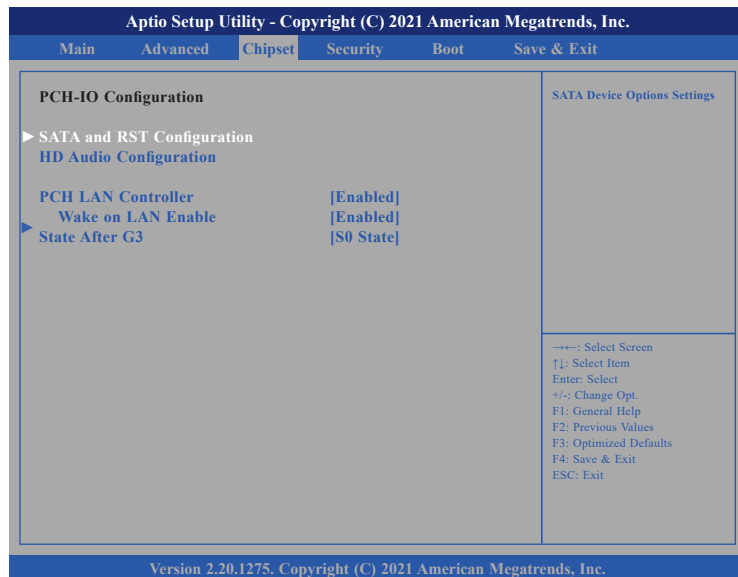 Aptio Setup Utility - Copyright (C) 2021 American Megatrends, Inc.
Main Advanced Chipset Security Boot Save & Exit
PCH-IO Configuration
► SATA and RST Configuration
HD Audio Configuration
PCH LAN Controller [Enabled]
Wake on LAN Enable [Enabled]
►
State After G3 [S0 State]
SATA Device Options Settings
→←: Select Screen
↑↓: Select Item
Enter: Select
+/-: Change Opt.
F1: General Help
F2: Previous Values
F3: Optimized Defaults
F4: Save & Exit
ESC: Exit
Version 2.20.1275. Copyright (C) 2021 American Megatrends, Inc.